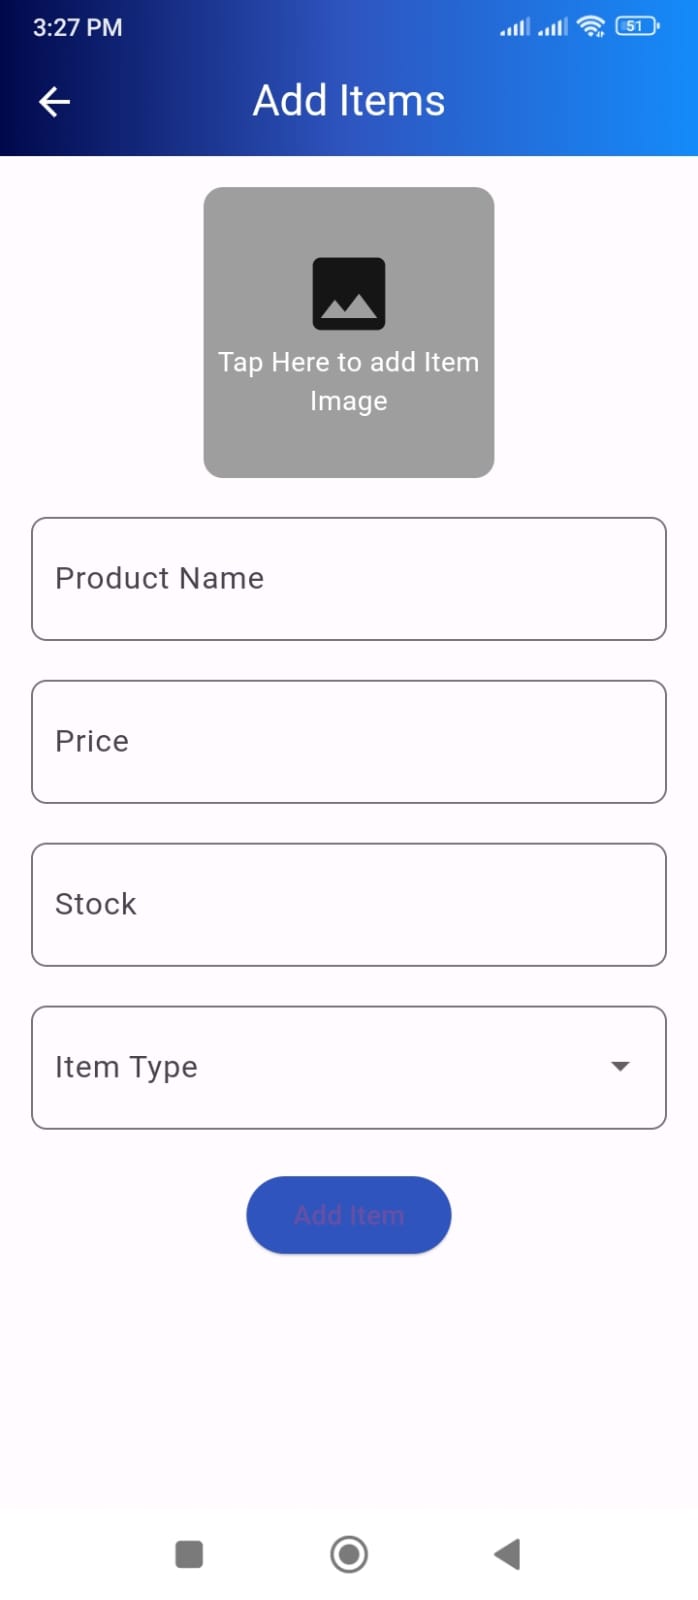 3:27 PM
51
Add Items
Tap Here to add Item
Image
Product Name
Price
Stock
Item Type
Add Item